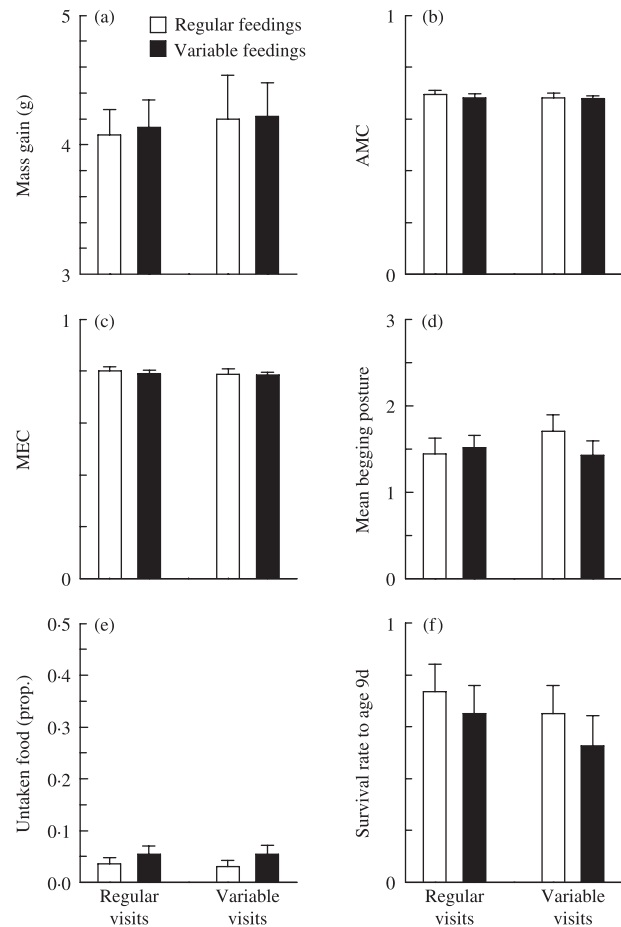 (a)
Regular feedings
Variable feedings
5
4
3
Mass gain (g)
(b)
1
0
AMC
(c)
1
0
MEC
(d)
3
2
1
0
Mean begging posture
(e)
0·5
0·4
0·3
0·2
0·1
0·0
Untaken food (prop.)
Regular visits
Variable visits
(f)
1
0
Survival rate to age 9d
Regular visits
Variable visits